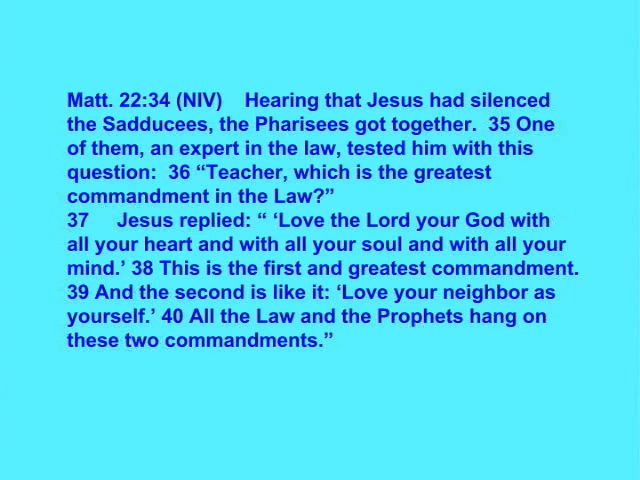 Matt. 22:34 (NIV)    Hearing that Jesus had silenced
the Sadducees, the Pharisees got together.  35 One
of them, an expert in the law, tested him with this
question:  36 “Teacher, which is the greatest
commandment in the Law?”
37     Jesus replied: “ ‘Love the Lord your God with
all your heart and with all your soul and with all your
mind.’ 38 This is the first and greatest commandment.
39 And the second is like it: ‘Love your neighbor as
yourself.’ 40 All the Law and the Prophets hang on
these two commandments.”